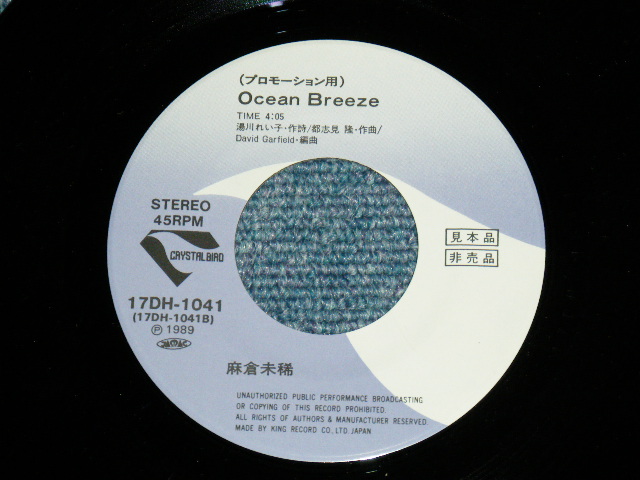 (プロモーション用)
Ocean Breeze
TIME 4:05
湯川れい子・作詩/都志見 隆・作曲/
David Garfield・編曲
STEREO
45RPM
CRYSTALBIRD
見本品
非売品
17DH-1041
(17DH-1041B)
Ⓟ 1989
麻倉未稀
UNAUTHORIZED PUBLIC PERFORMANCE BROADCASTING
OR COPYING OF THIS RECORD PROHIBITED.
ALL RIGHTS OF AUTHORS & MANUFACTURER RESERVED.
MADE BY KING RECORD CO.,LTD JAPAN